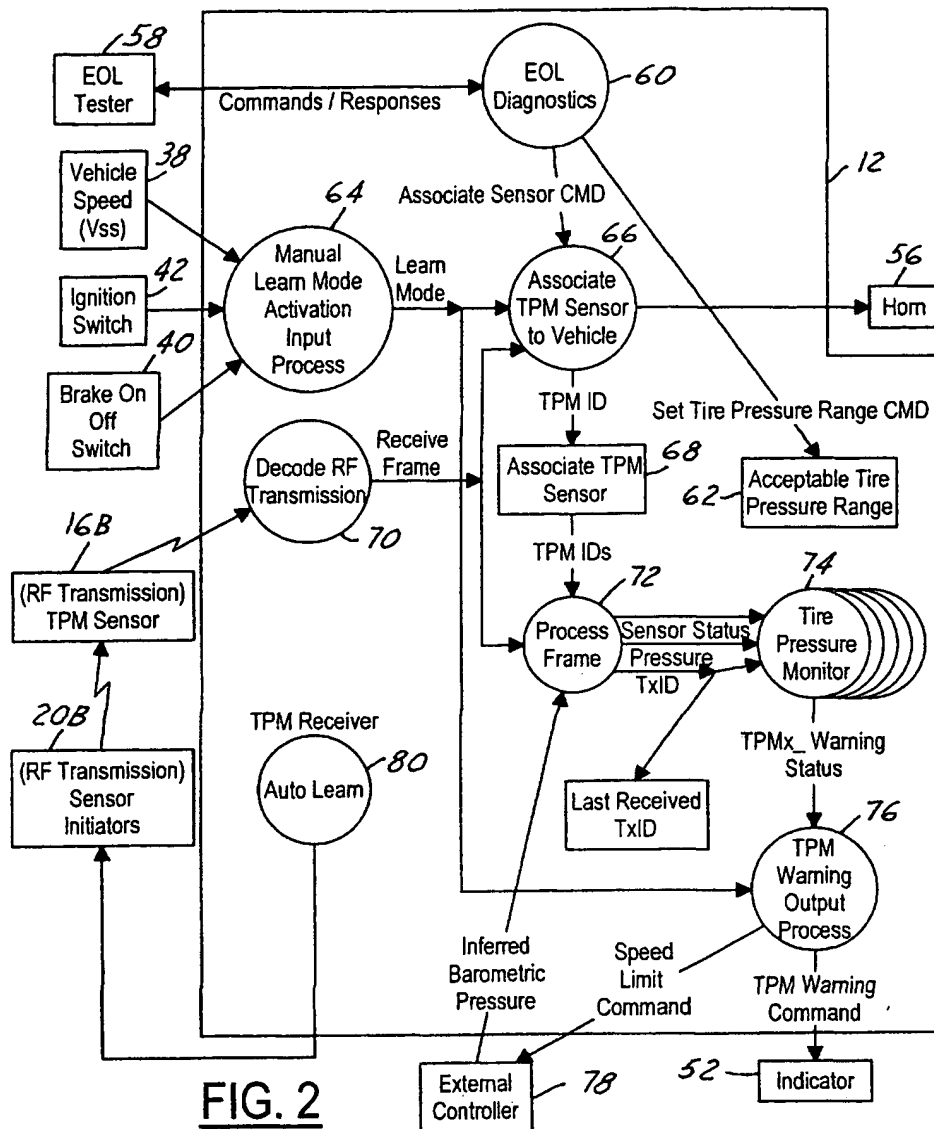 58
EOL
Tester
Commands / Responses
EOL
Diagnostics
60
38
Vehicle
Speed
(Vss)
12
64
Associate Sensor CMD
66
42
Ignition
Switch
Manual
Learn Mode
Activation
Input
Process
Learn
Mode
Associate
TPM Sensor
to Vehicle
56
Horn
40
Brake On
Off
Switch
TPM ID
Set Tire Pressure Range CMD
Decode RF
Transmission
70
Receive
Frame
Associate TPM
Sensor
68
62
Acceptable Tire
Pressure Range
16B
(RF Transmission)
TPM Sensor
TPM IDs
72
Process
Frame
Sensor Status
Pressure
TxID
74
Tire
Pressure
Monitor
20B
(RF Transmission)
Sensor
Initiators
TPM Receiver
80
Auto Learn
Last Received
TxID
TPMx_ Warning
Status
76
TPM
Warning
Output
Process
Inferred
Barometric
Pressure
Speed
Limit
Command
TPM Warning
Command
External
Controller
78
52
Indicator
FIG. 2